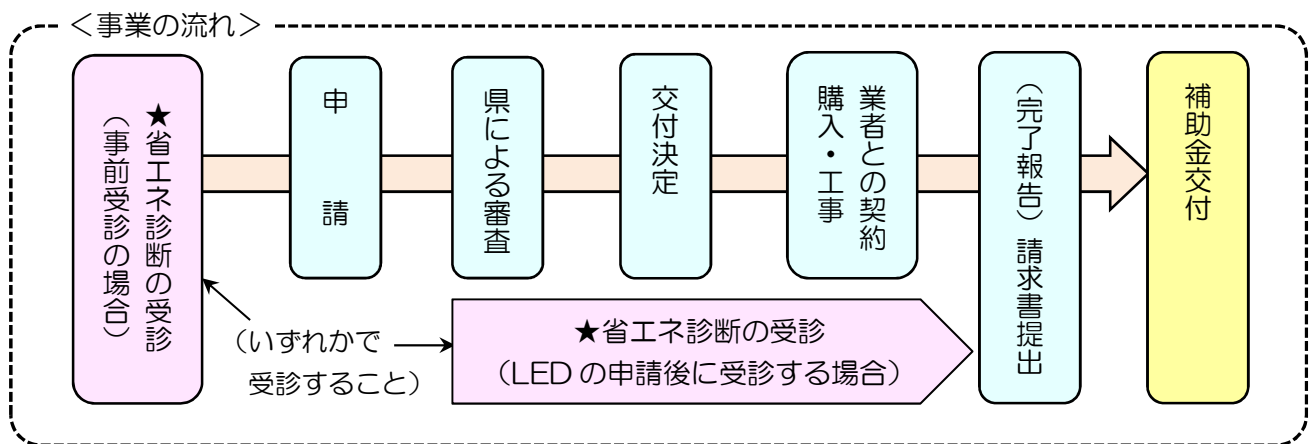 ＜事業の流れ＞
★省エネ診断の受診
（事前受診の場合）
申請
県による審査
交付決定
業者との契約
購入・工事
（完了報告）請求書提出
補助金交付
（いずれかで
受診すること）
★省エネ診断の受診
（LEDの申請後に受診する場合）